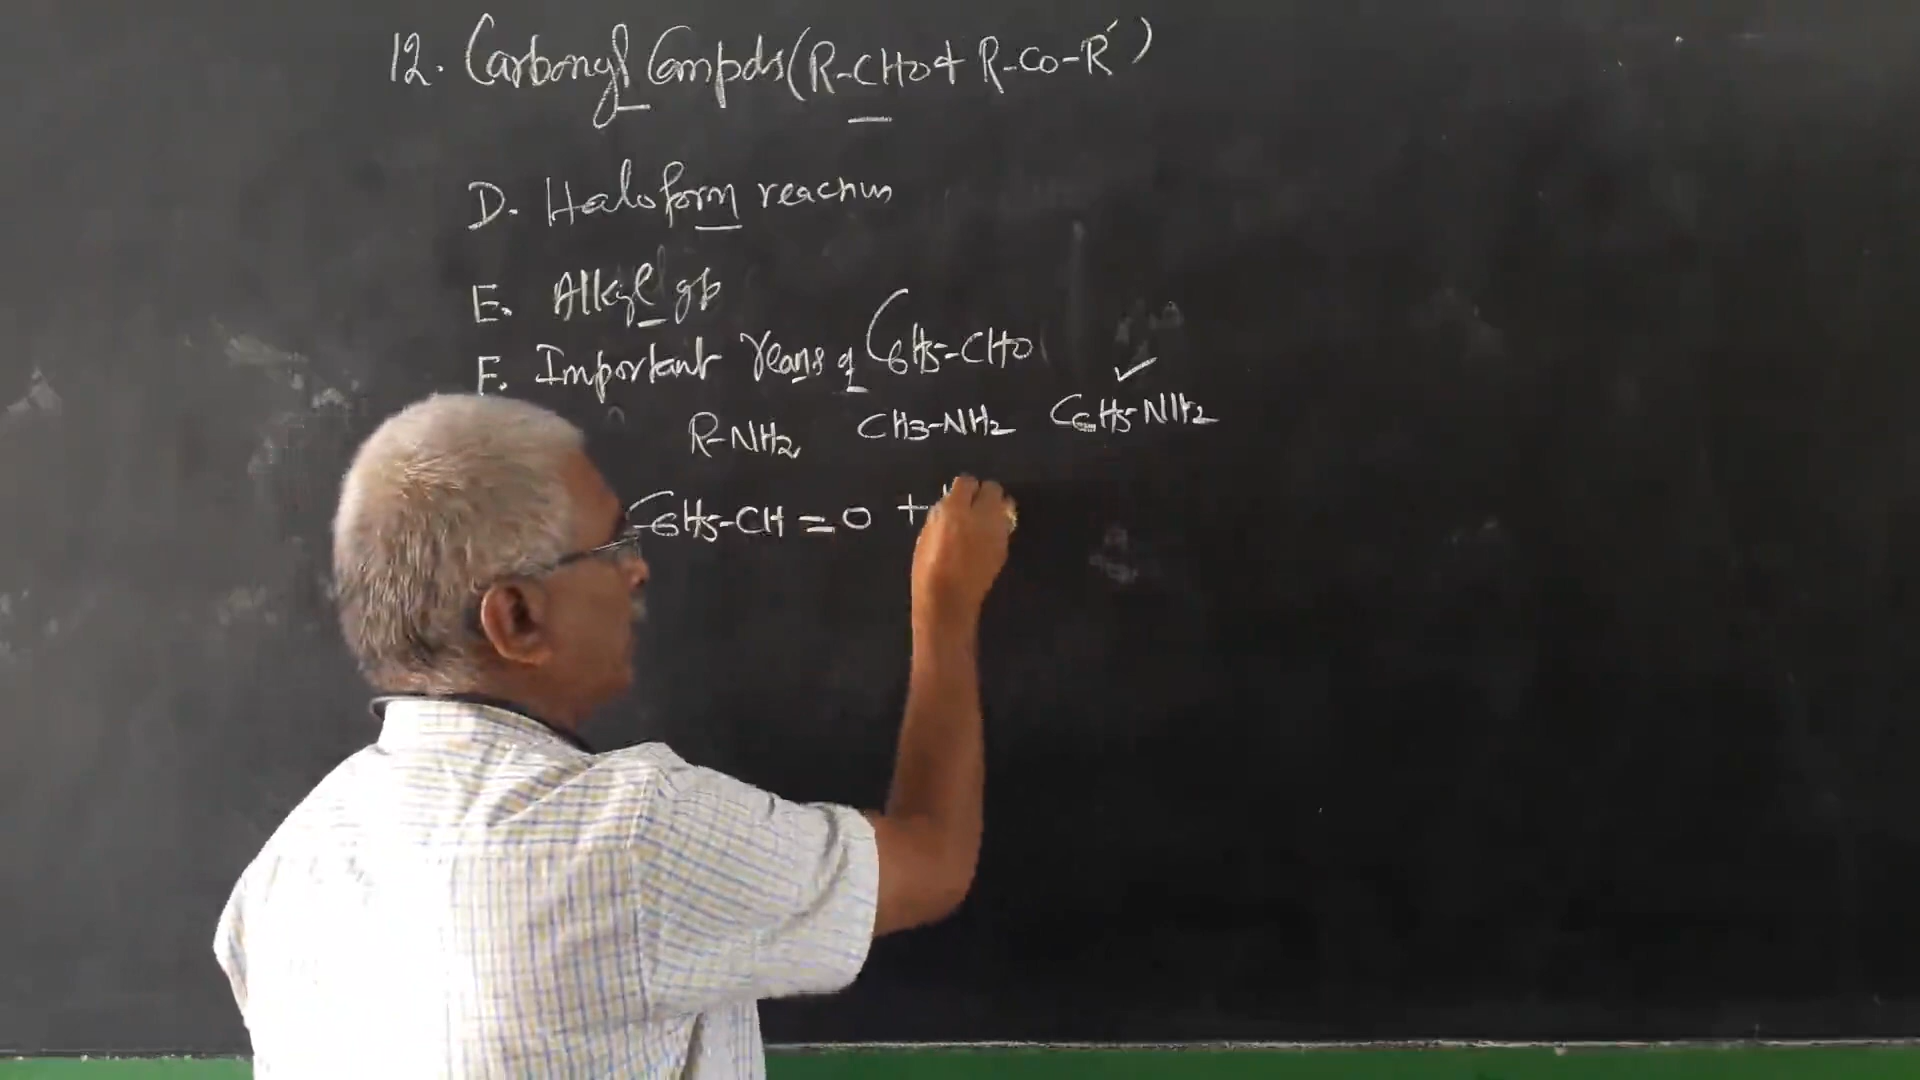 12. Carbonyl Compds (R-CHO + R-CO-R')
D. Haloform reaction
E. Alkyl gp
F. Important Reans of C6H5-CHO
R-NH2 CH3-NH2 C6H5-NH2 ✓
C6H5-CH=O +